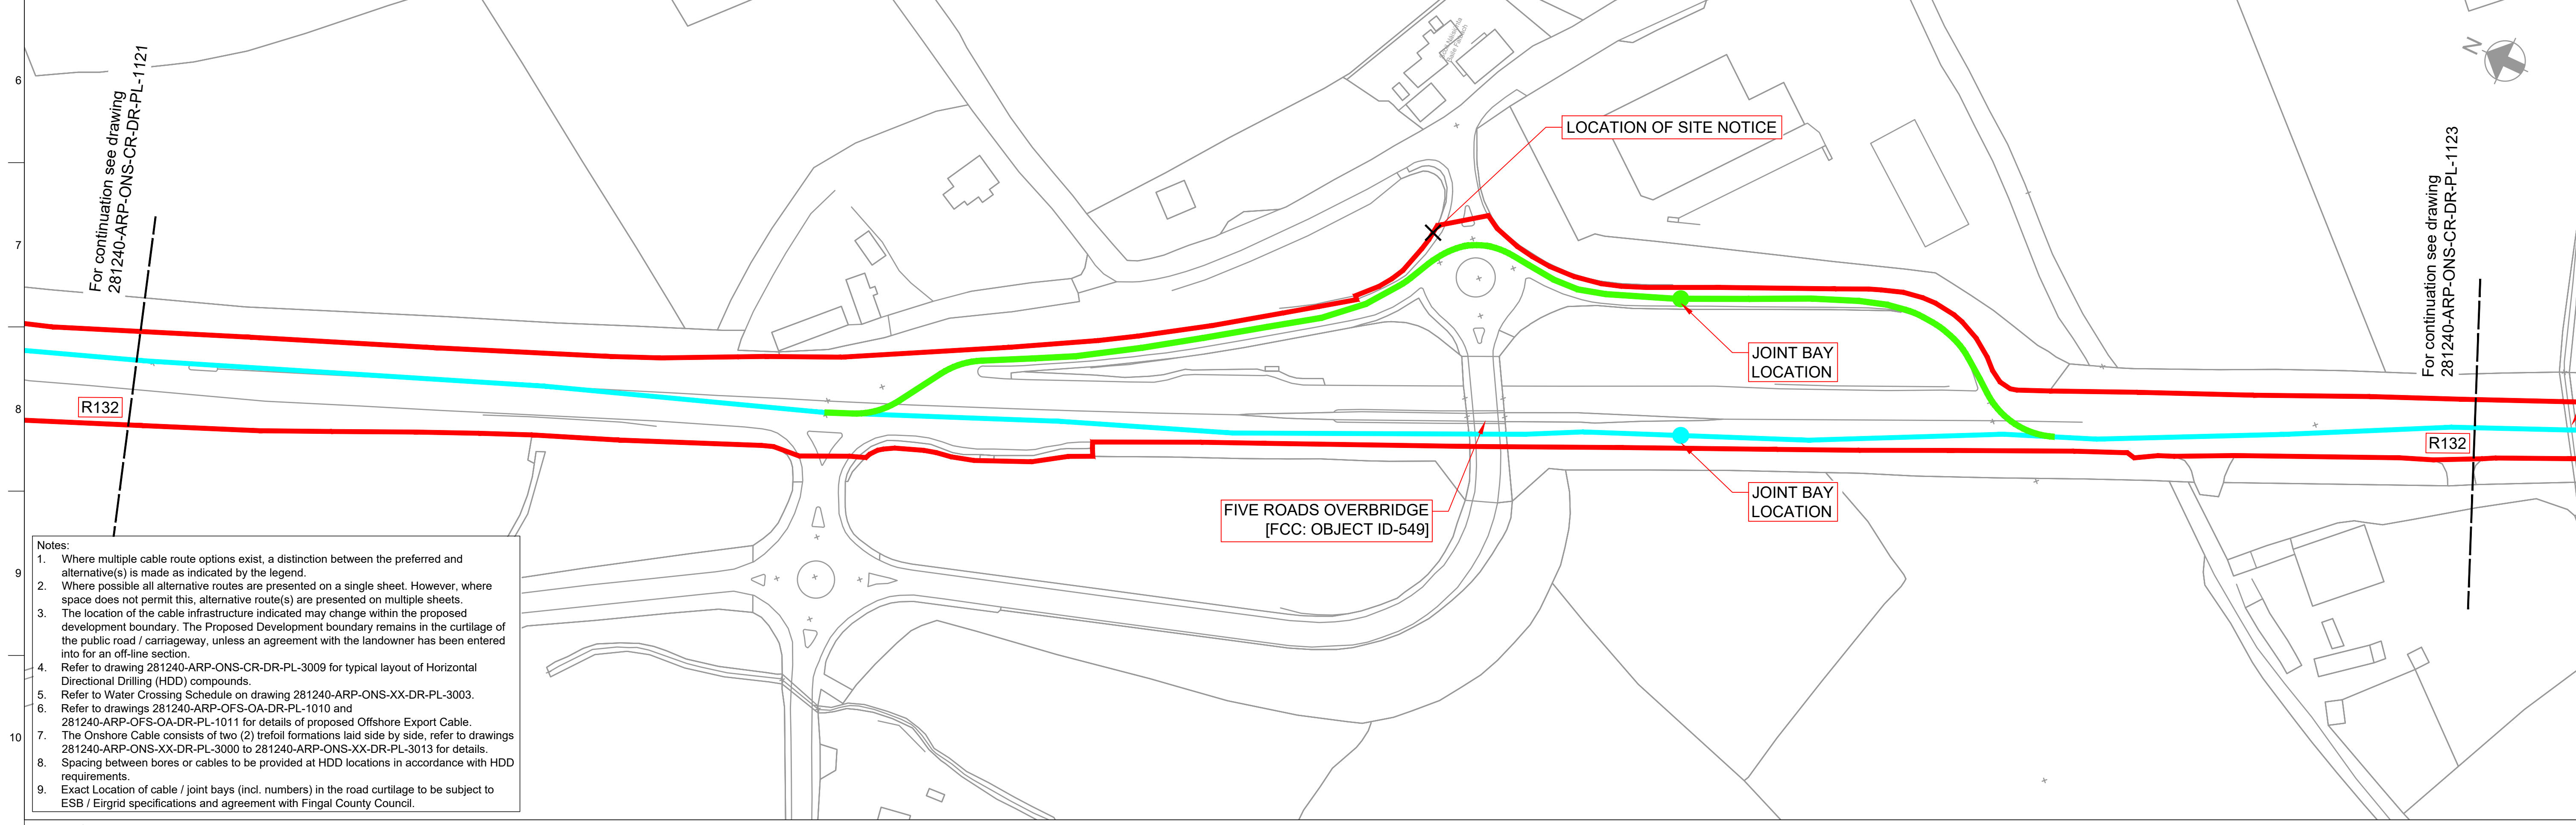 6
7
8
9
10
For continuation see drawing
281240-ARP-ONS-CR-DR-PL-1121
R132
LOCATION OF SITE NOTICE
N
For continuation see drawing
281240-ARP-ONS-CR-DR-PL-1123
R132
JOINT BAY
LOCATION
JOINT BAY
LOCATION
FIVE ROADS OVERBRIDGE
[FCC: OBJECT ID-549]
Notes:
1. Where multiple cable route options exist, a distinction between the preferred and
alternative(s) is made as indicated by the legend.
2. Where possible all alternative routes are presented on a single sheet. However, where
space does not permit this, alternative route(s) are presented on multiple sheets.
3. The location of the cable infrastructure indicated may change within the proposed
development boundary. The Proposed Development boundary remains in the curtilage of
the public road / carriageway, unless an agreement with the landowner has been entered
into for an off-line section.
4. Refer to drawing 281240-ARP-ONS-CR-DR-PL-3009 for typical layout of Horizontal
Directional Drilling (HDD) compounds.
5. Refer to Water Crossing Schedule on drawing 281240-ARP-ONS-XX-DR-PL-3003.
6. Refer to drawings 281240-ARP-OFS-OA-DR-PL-1010 and
281240-ARP-OFS-OA-DR-PL-1011 for details of proposed Offshore Export Cable.
7. The Onshore Cable consists of two (2) trefoil formations laid side by side, refer to drawings
281240-ARP-ONS-XX-DR-PL-3000 to 281240-ARP-ONS-XX-DR-PL-3013 for details.
8. Spacing between bores or cables to be provided at HDD locations in accordance with HDD
requirements.
9. Exact Location of cable / joint bays (incl. numbers) in the road curtilage to be subject to
ESB / Eirgrid specifications and agreement with Fingal County Council.